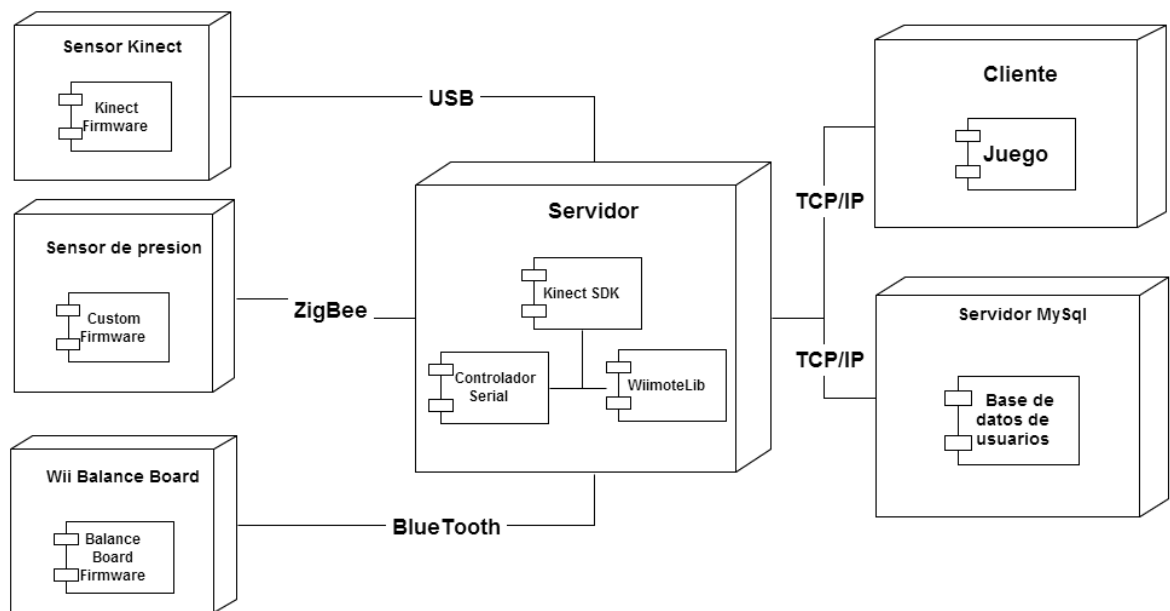 Sensor Kinect
Kinect
Firmware
USB
Sensor de presion
Custom
Firmware
ZigBee
Wii Balance Board
Balance
Board
Firmware
BlueTooth
Servidor
Kinect SDK
Controlador
Serial
WiimoteLib
TCP/IP
Cliente
Juego
TCP/IP
Servidor MySql
Base de
datos de
usuarios